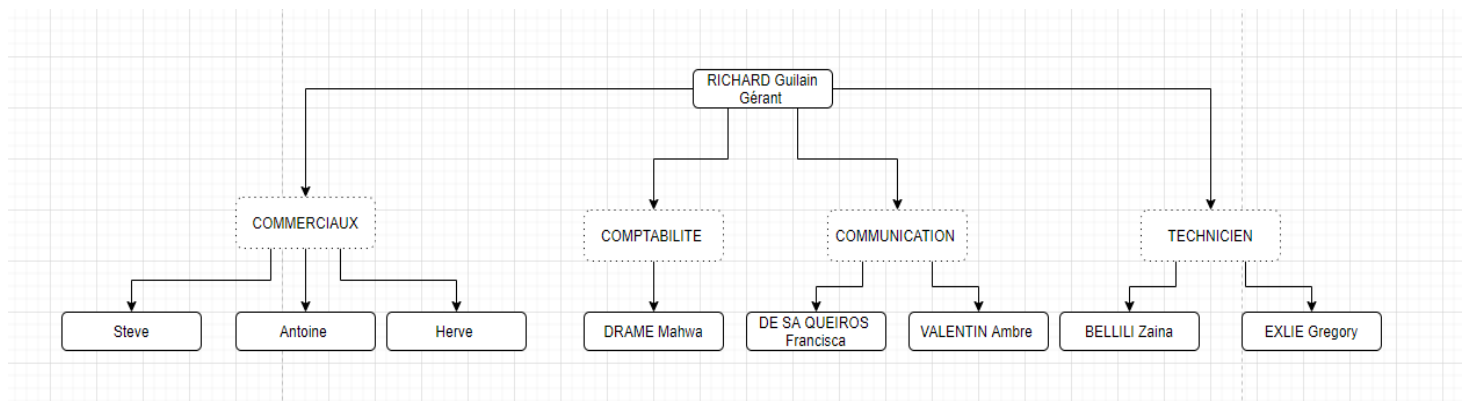 RICHARD Guilain
Gérant
COMMERCIAUX
COMPTABILITE
COMMUNICATION
TECHNICIEN
Steve
Antoine
Herve
DRAME Mahwa
DE SA QUEIROS
Francisca
VALENTIN Ambre
BELLILI Zaina
EXLIE Gregory